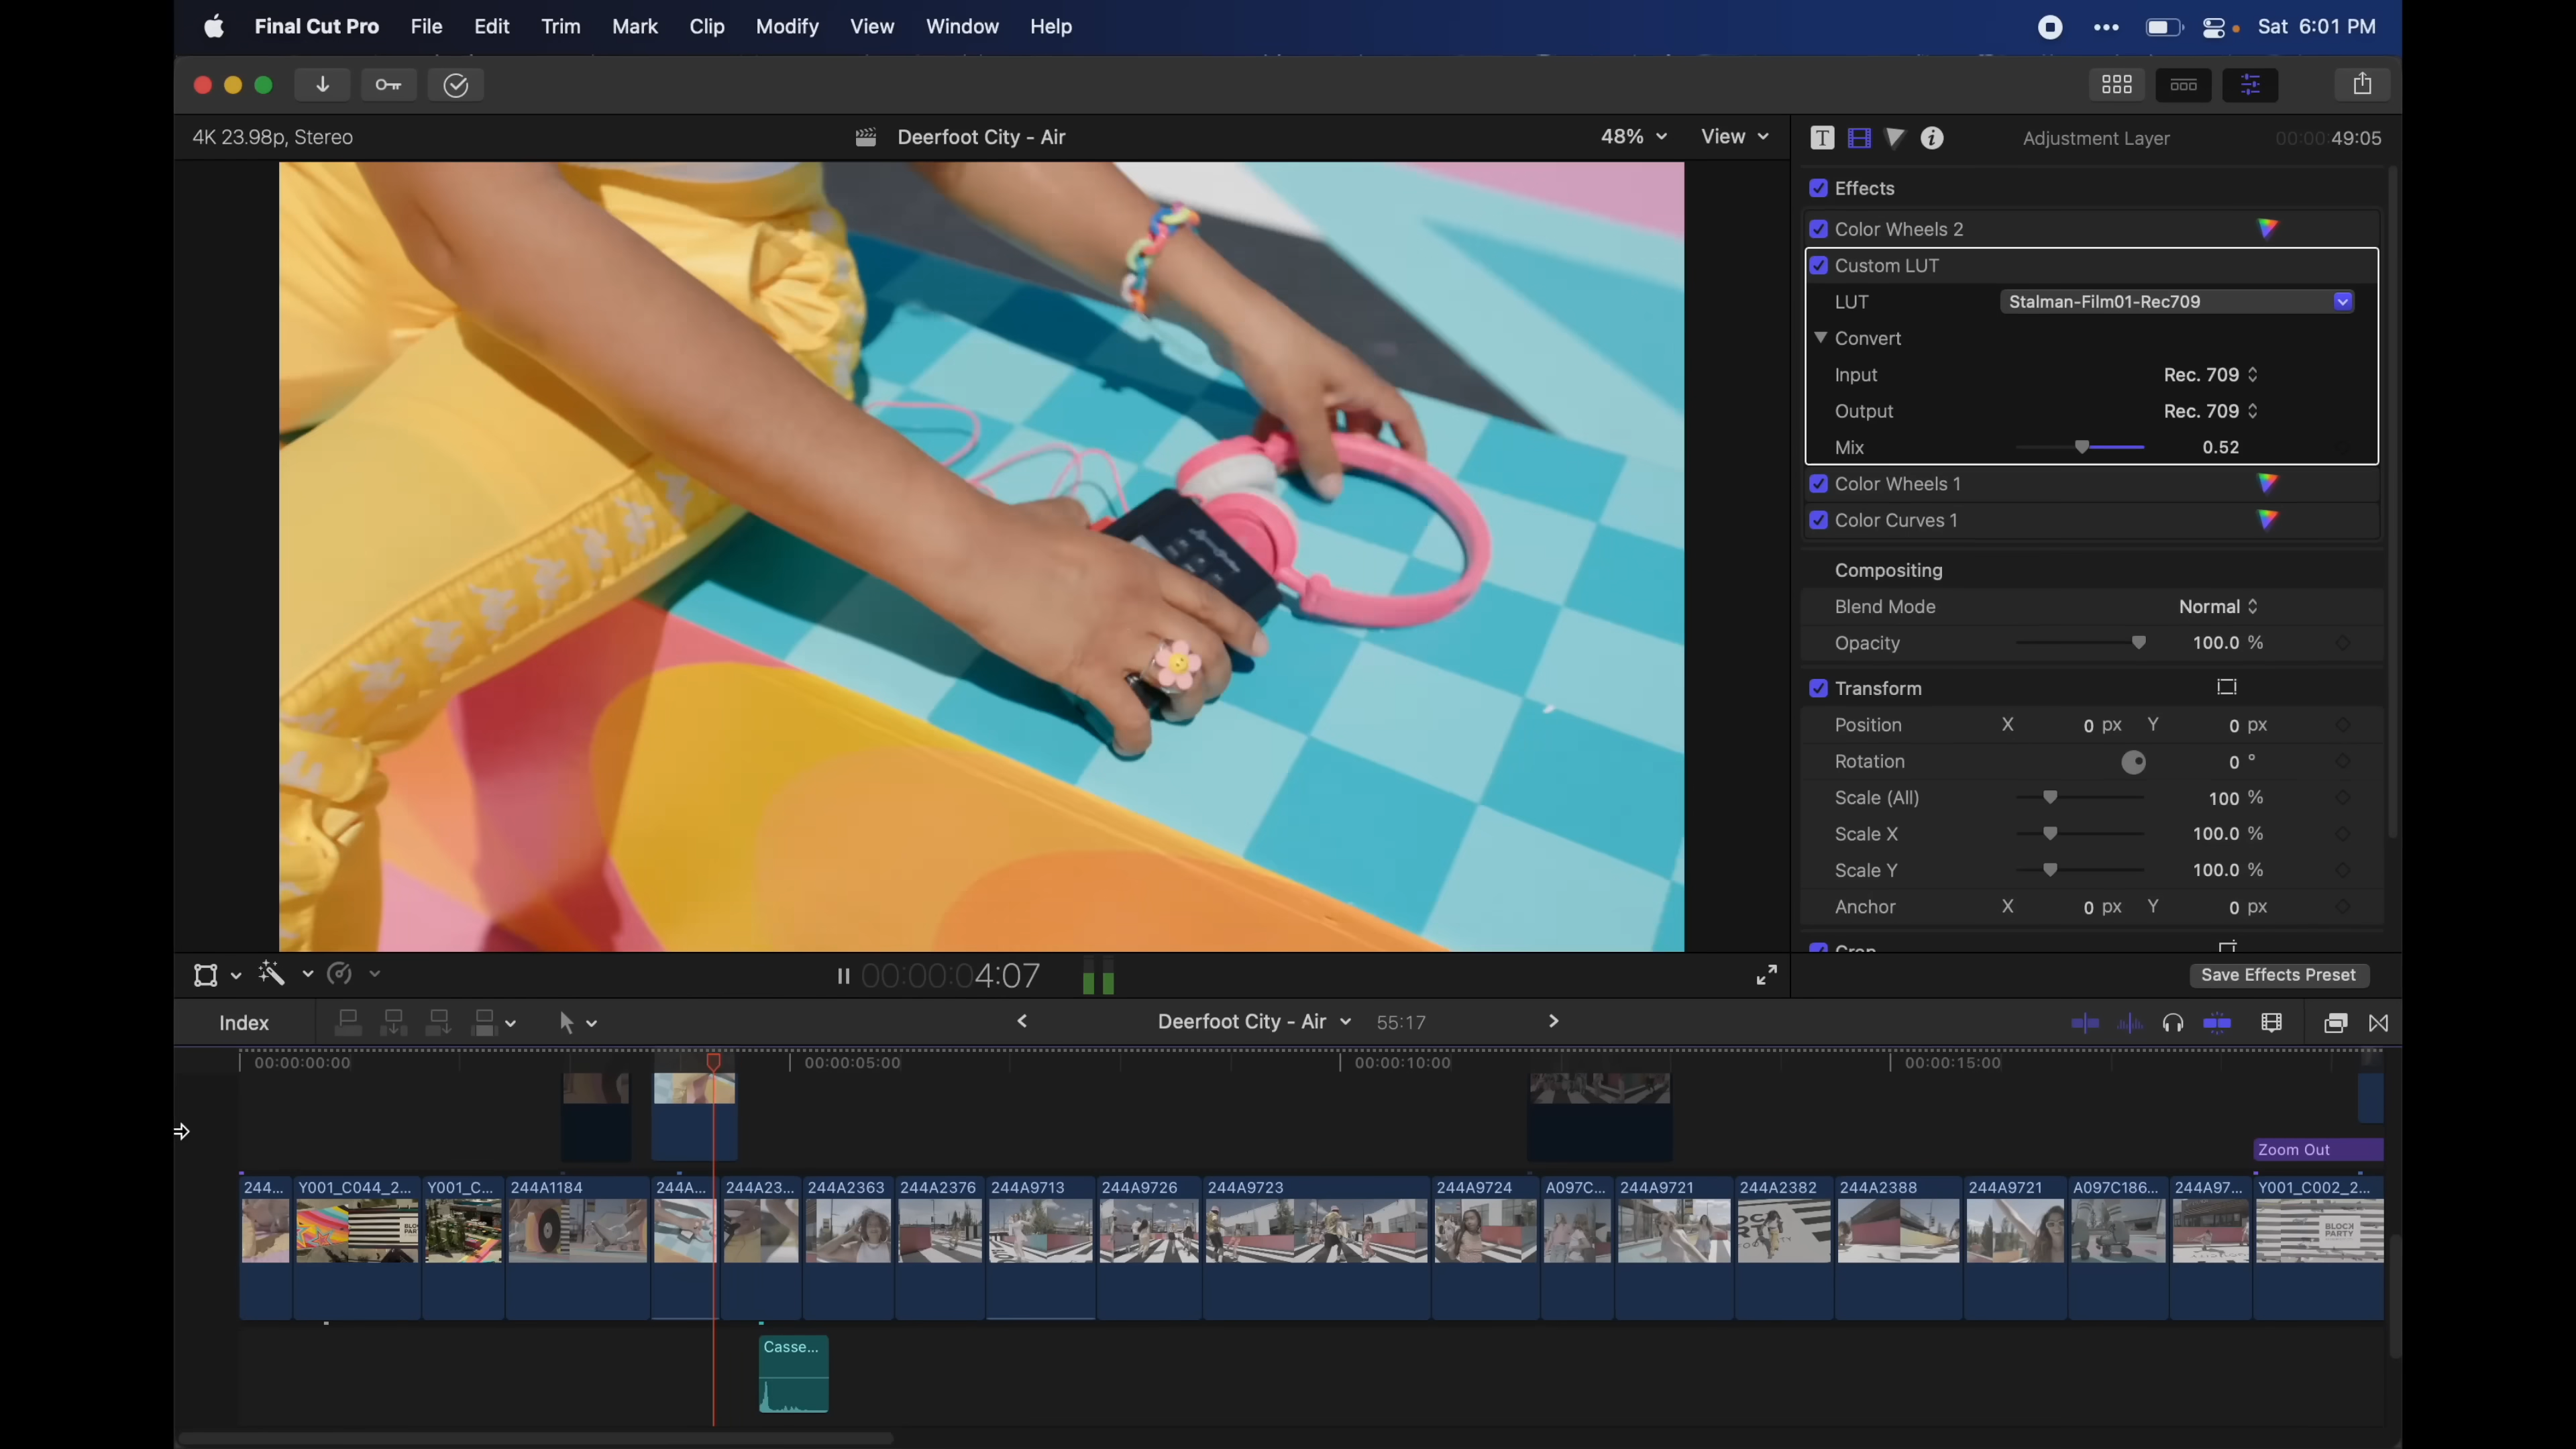 Final Cut Pro File Edit Trim Mark Clip Modify View Window Help Sat 6:01 PM
4K 23.98p, Stereo Deerfoot City - Air 48% View T i Adjustment Layer 00:00:49:05
Effects
Color Wheels 2
Custom LUT
LUT Stalman-Film01-Rec709
Convert
Input Rec. 709
Output Rec. 709
Mix 0.52
Color Wheels 1
Color Curves 1
Compositing
Blend Mode Normal
Opacity 100.0 %
Transform
Position X 0 px Y 0 px
Rotation 0 °
Scale (All) 100 %
Scale X 100.0 %
Scale Y 100.0 %
Anchor X 0 px Y 0 px
Crop
00:00:04:07 Save Effects Preset
Index Deerfoot City - Air 55:17
00:00:00:00 00:00:05:00 00:00:10:00 00:00:15:00
Zoom Out
244... Y001_C044_2... Y001_C... 244A1184 244A... 244A23... 244A2363 244A2376 244A9713 244A9726 244A9723 244A9724 A097C... 244A9721 244A2382 244A2388 244A9721 A097C186... 244A97... Y001_C002_2...
BLOCK
PARTY
Casse...